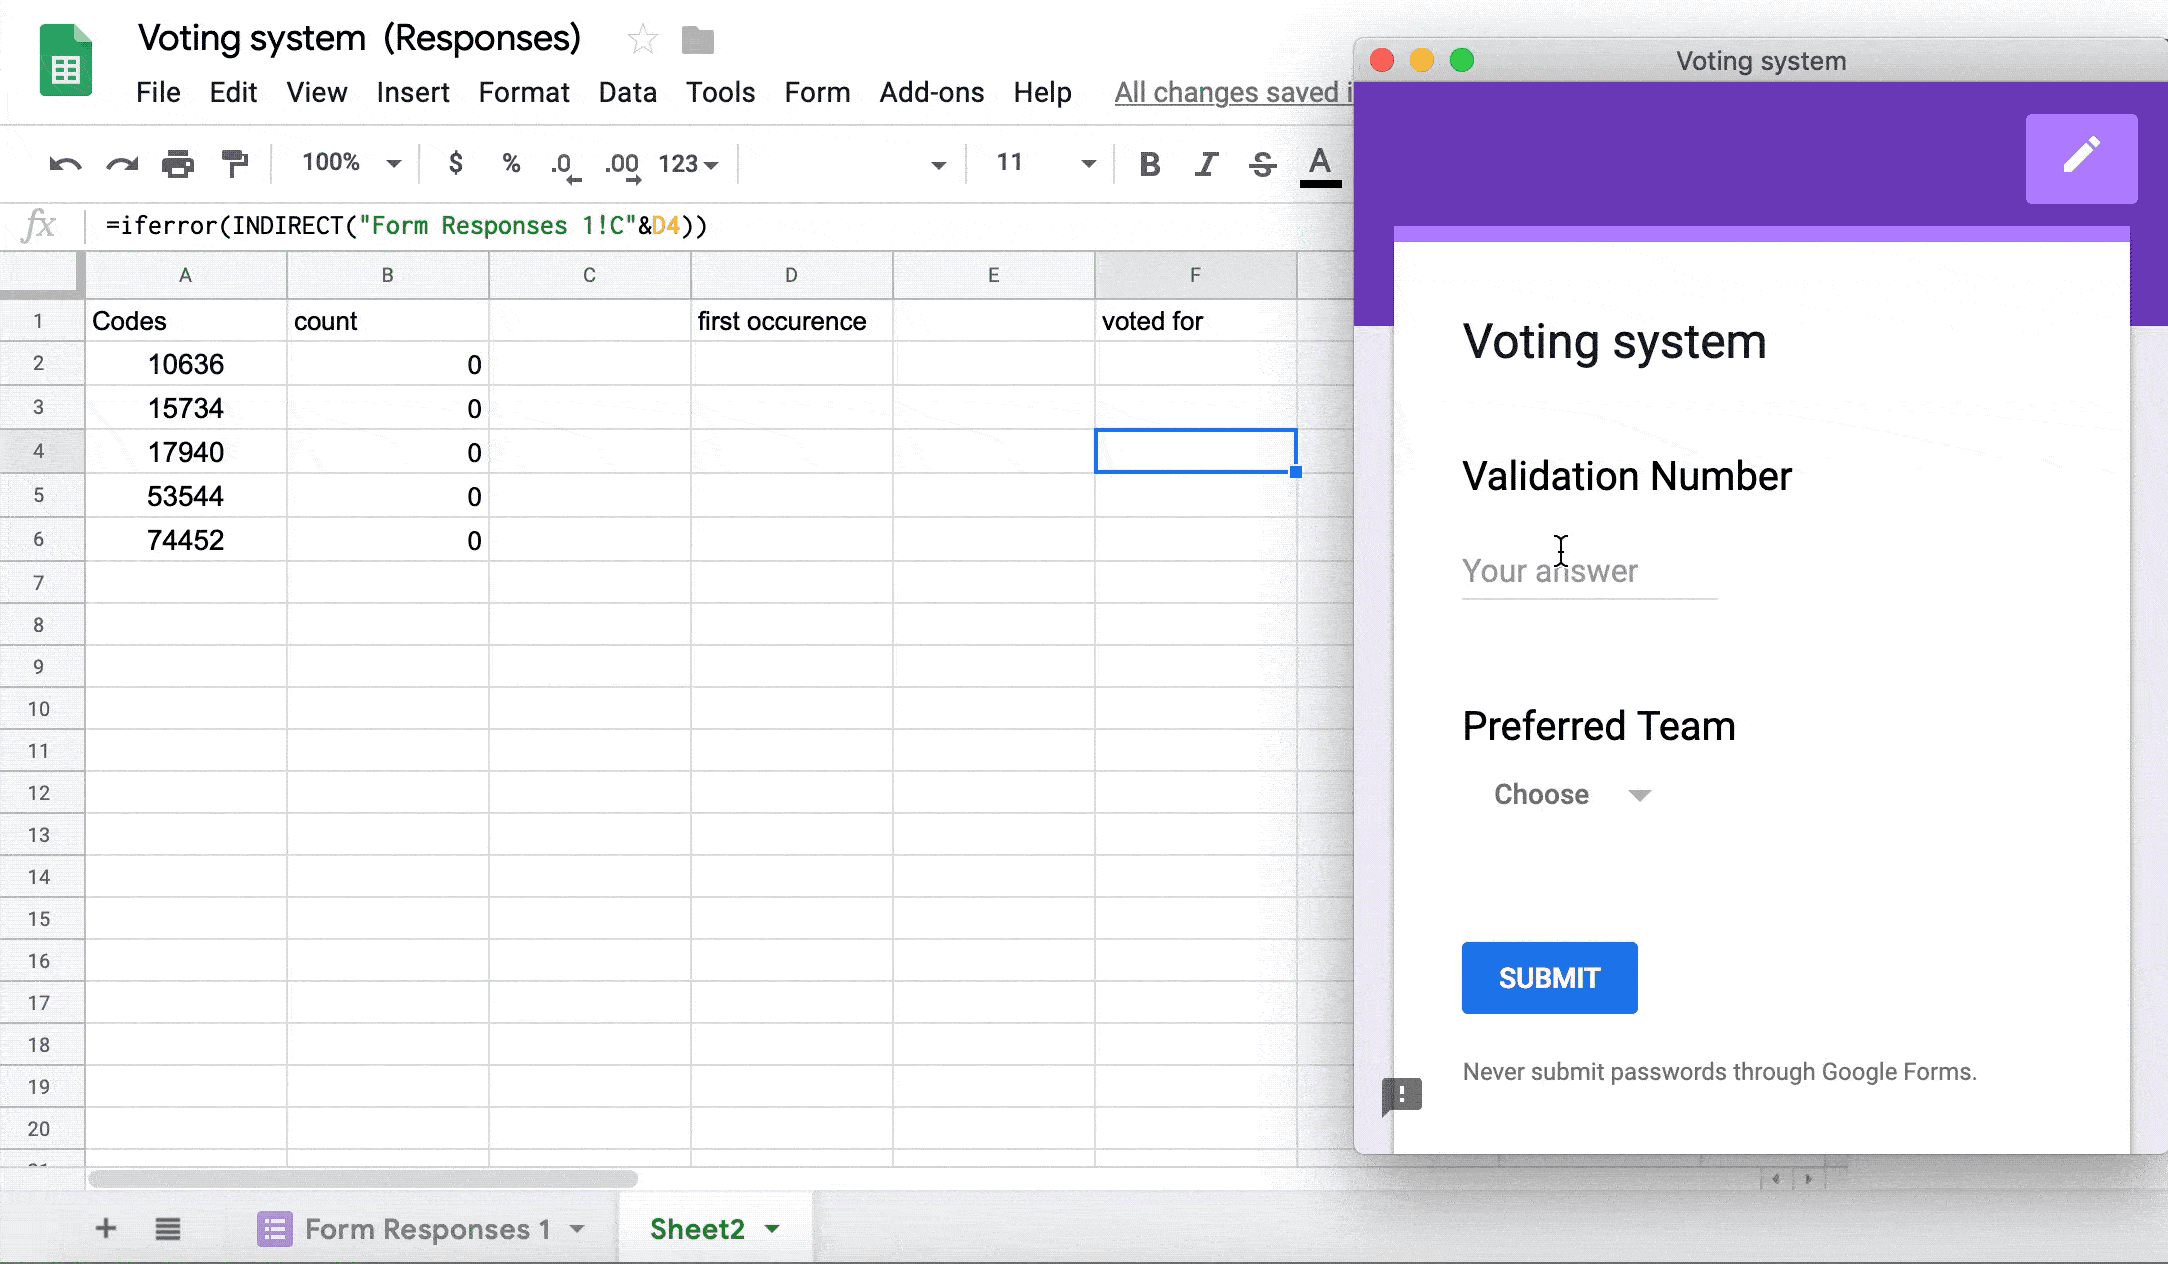 Voting system (Responses)
File Edit View Insert Format Data Tools Form Add-ons Help All changes saved i
100% $ % .0 .00 123 11 B I S A
fx =iferror(INDIRECT("Form Responses 1!C"&D4))
A B C D E F
1 Codes count first occurence voted for
2 10636 0
3 15734 0
4 17940 0
5 53544 0
6 74452 0
7
8
9
10
11
12
13
14
15
16
17
18
19
20
Form Responses 1 Sheet2
Voting system
Voting system
Validation Number
Your answer
Preferred Team
Choose
SUBMIT
Never submit passwords through Google Forms.